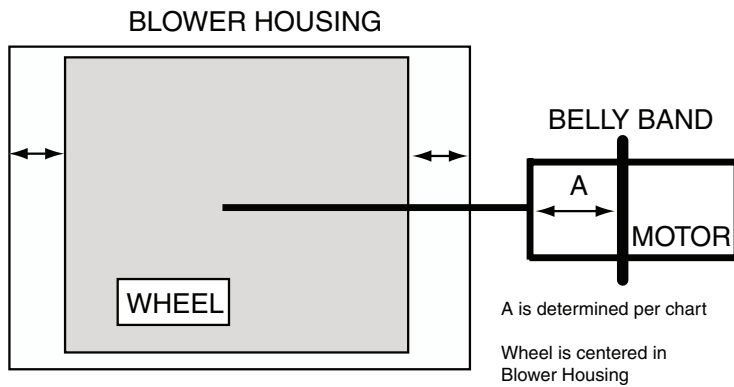 BLOWER HOUSING
BELLY BAND
A
MOTOR
WHEEL
A is determined per chart
Wheel is centered in
Blower Housing